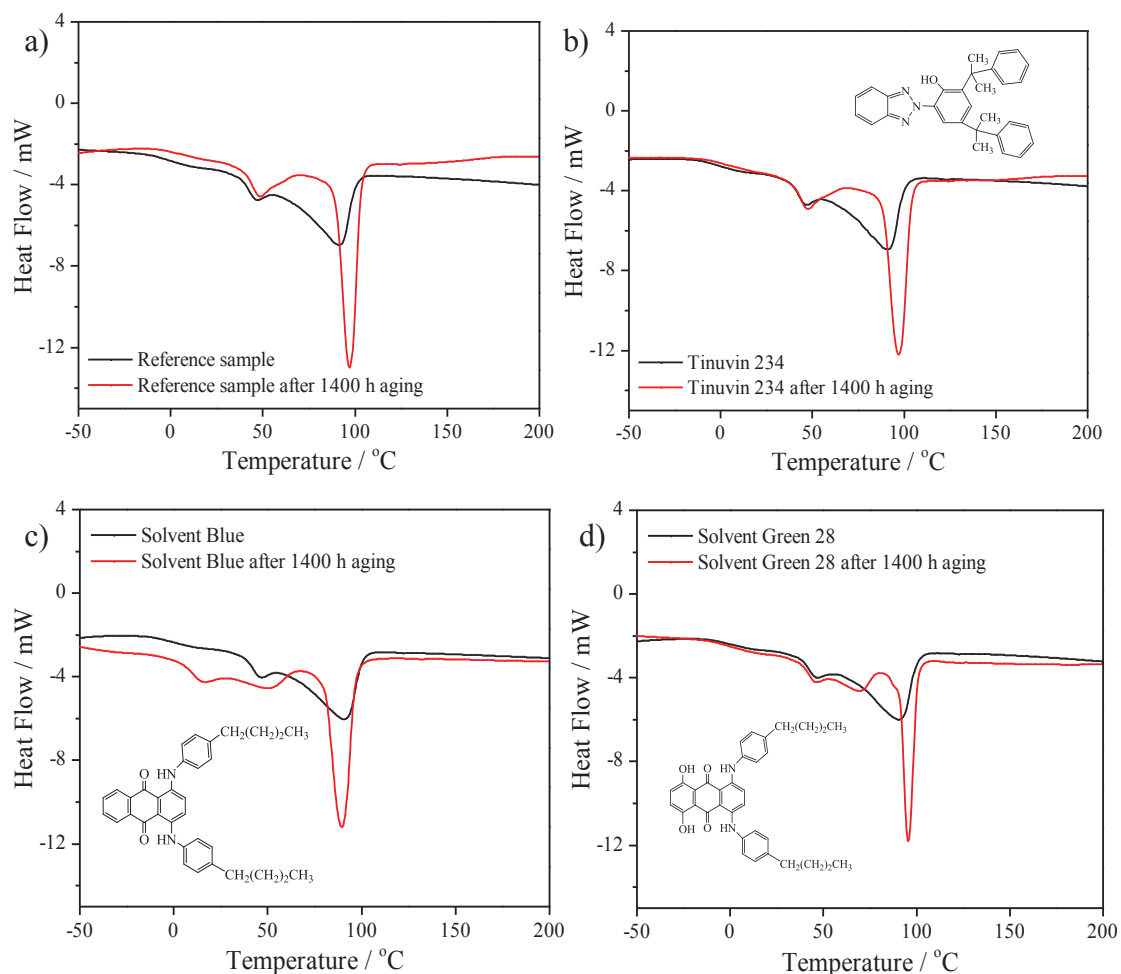 a)
4
0
-4
-8
-12
Heat Flow / mW
Reference sample
Reference sample after 1400 h aging
-50 0 50 100 150 200
Temperature / °C
b)
4
0
-4
-8
-12
Heat Flow / mW
CH₃
HO
CH₃
N
N
N
CH₃
CH₃
Tinuvin 234
Tinuvin 234 after 1400 h aging
-50 0 50 100 150 200
Temperature / °C
c)
Solvent Blue
Solvent Blue after 1400 h aging
4
0
-4
-8
-12
Heat Flow / mW
CH₂(CH₂)₂CH₃
O
HN
O
HN
CH₂(CH₂)₂CH₃
-50 0 50 100 150 200
Temperature / °C
d)
Solvent Green 28
Solvent Green 28 after 1400 h aging
4
0
-4
-8
-12
Heat Flow / mW
CH₂(CH₂)₂CH₃
OH O HN
OH O HN
CH₂(CH₂)₂CH₃
-50 0 50 100 150 200
Temperature / °C